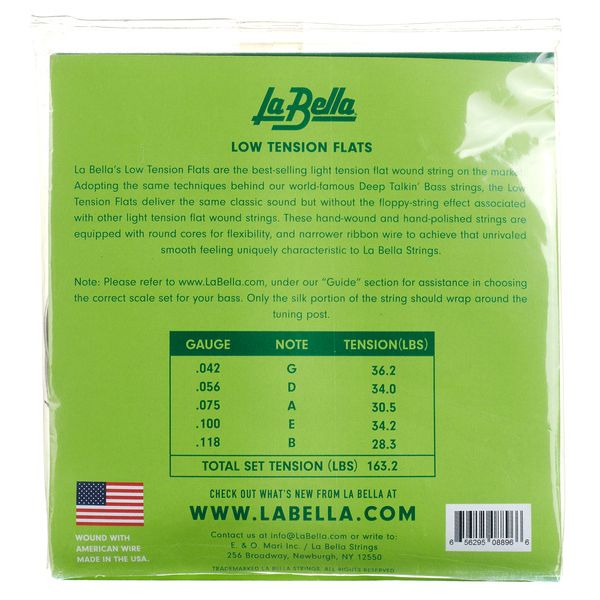 La Bella
LOW TENSION FLATS
La Bella's Low Tension Flats are the best-selling light tension flat wound string on the market.
Adopting the same techniques behind our world-famous Deep Talkin' Bass strings, the Low
Tension Flats deliver the same classic sound but without the floppy-string effect associated
with other light tension flat wound strings. These hand-wound and hand-polished strings are
equipped with round cores for flexibility, and narrower ribbon wire to achieve that unrivaled
smooth feeling uniquely characteristic to La Bella Strings.
Note: Please refer to www.LaBella.com, under our "Guide" section for assistance in choosing
the correct scale set for your bass. Only the silk portion of the string should wrap around the
tuning post.
GAUGE NOTE TENSION(LBS)
.042 G 36.2
.056 D 34.0
.075 A 30.5
.100 E 34.2
.118 B 28.3
TOTAL SET TENSION (LBS) 163.2
CHECK OUT WHAT'S NEW FROM LA BELLA AT
WWW.LABELLA.COM
Contact us at info@LaBella.com or write to:
E. & O. Mari Inc. / La Bella Strings
256 Broadway, Newburgh, NY 12550
TRADEMARKED LA BELLA STRINGS. ALL RIGHTS RESERVED.
WOUND WITH
AMERICAN WIRE
MADE IN THE USA.
6 56295 08896 6